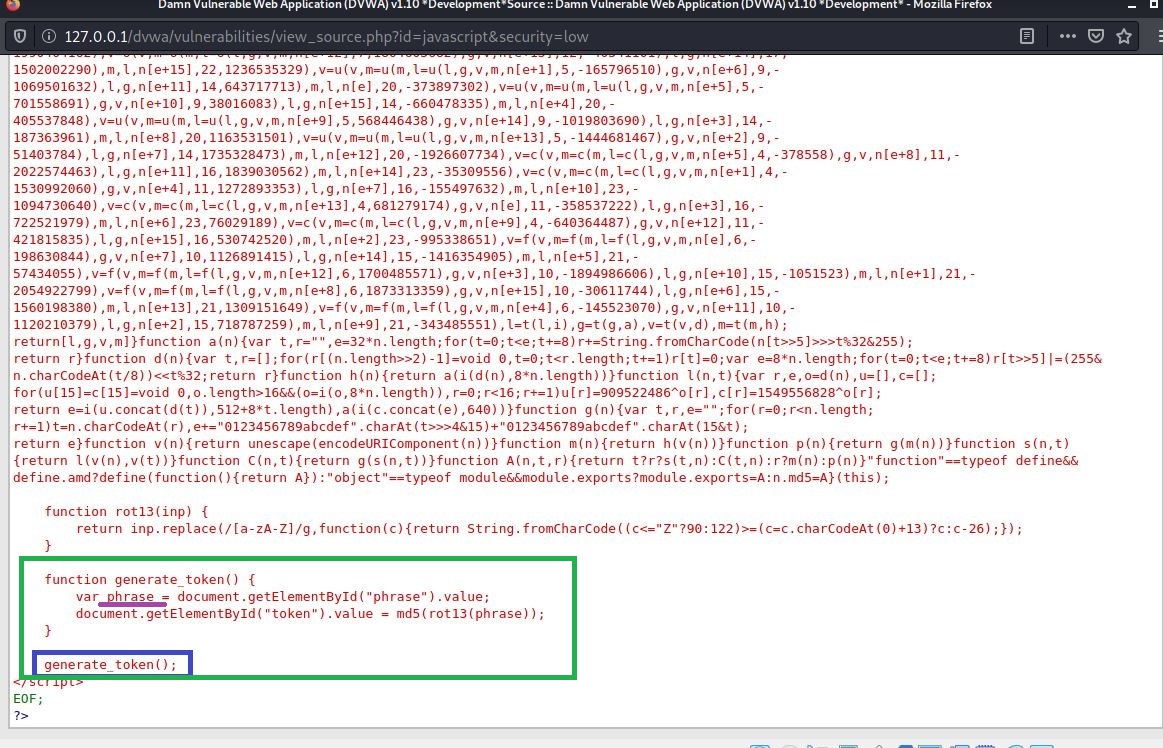 Damn Vulnerable Web Application (DVWA) v1.10 *Development*Source :: Damn Vulnerable Web Application (DVWA) v1.10 *Development* - Mozilla Firefox
127.0.0.1/dvwa/vulnerabilities/view_source.php?id=javascript&security=low
1502002290),m,l,n[e+15],22,1236535329),v=u(v,m=u(m,l=u(l,g,v,m,n[e+1],5,-165796510),g,v,n[e+6],9,-
1069501632),l,g,n[e+11],14,643717713),m,l,n[e],20,-373897302),v=u(v,m=u(m,l=u(l,g,v,m,n[e+5],5,-
701558691),g,v,n[e+10],9,38016083),l,g,n[e+15],14,-660478335),m,l,n[e+4],20,-
405537848),v=u(v,m=u(m,l=u(l,g,v,m,n[e+9],5,568446438),g,v,n[e+14],9,-1019803690),l,g,n[e+3],14,-
187363961),m,l,n[e+8],20,1163531501),v=u(v,m=u(m,l=u(l,g,v,m,n[e+13],5,-1444681467),g,v,n[e+2],9,-
51403784),l,g,n[e+7],14,1735328473),m,l,n[e+12],20,-1926607734),v=c(v,m=c(m,l=c(l,g,v,m,n[e+5],4,-378558),g,v,n[e+8],11,-
2022574463),l,g,n[e+11],16,1839030562),m,l,n[e+14],23,-35309556),v=c(v,m=c(m,l=c(l,g,v,m,n[e+1],4,-
1530992060),g,v,n[e+4],11,1272893353),l,g,n[e+7],16,-155497632),m,l,n[e+10],23,-
1094730640),v=c(v,m=c(m,l=c(l,g,v,m,n[e+13],4,681279174),g,v,n[e],11,-358537222),l,g,n[e+3],16,-
722521979),m,l,n[e+6],23,76029189),v=c(v,m=c(m,l=c(l,g,v,m,n[e+9],4,-640364487),g,v,n[e+12],11,-
421815835),l,g,n[e+15],16,530742520),m,l,n[e+2],23,-995338651),v=f(v,m=f(m,l=f(l,g,v,m,n[e],6,-
198630844),g,v,n[e+7],10,1126891415),l,g,n[e+14],15,-1416354905),m,l,n[e+5],21,-
57434055),v=f(v,m=f(m,l=f(l,g,v,m,n[e+12],6,1700485571),g,v,n[e+3],10,-1894986606),l,g,n[e+10],15,-1051523),m,l,n[e+1],21,-
2054922799),v=f(v,m=f(m,l=f(l,g,v,m,n[e+8],6,1873313359),g,v,n[e+15],10,-30611744),l,g,n[e+6],15,-
1560198380),m,l,n[e+13],21,1309151649),v=f(v,m=f(m,l=f(l,g,v,m,n[e+4],6,-145523070),g,v,n[e+11],10,-
1120210379),l,g,n[e+2],15,718787259),m,l,n[e+9],21,-343485551),l=t(l,i),g=t(g,a),v=t(v,d),m=t(m,h);
return[l,g,v,m]}function a(n){var t,r="",e=32*n.length;for(t=0;t<e;t+=8)r+=String.fromCharCode(n[t>>5]>>>t%32&255);
return r}function d(n){var t,r=[];for(r[(n.length>>2)-1]=void 0,t=0;t<r.length;t+=1)r[t]=0;var e=8*n.length;for(t=0;t<e;t+=8)r[t>>5]|=(255&
n.charCodeAt(t/8))<<t%32;return r}function h(n){return a(i(d(n),8*n.length))}function l(n,t){var r,e,o=d(n),u=[],c=[];
for(u[15]=c[15]=void 0,o.length>16&&(o=i(o,8*n.length)),r=0;r<16;r+=1)u[r]=909522486^o[r],c[r]=1549556828^o[r];
return e=i(u.concat(d(t)),512+8*t.length),a(i(c.concat(e),640))}function g(n){var t,r,e="";for(r=0;r<n.length;
r+=1)t=n.charCodeAt(r),e+="0123456789abcdef".charAt(t>>>4&15)+"0123456789abcdef".charAt(15&t);
return e}function v(n){return unescape(encodeURIComponent(n))}function m(n){return h(v(n))}function p(n){return g(m(n))}function s(n,t)
{return l(v(n),v(t))}function C(n,t){return g(s(n,t))}function A(n,t,r){return t?r?s(t,n):C(t,n):r?m(n):p(n)}"function"==typeof define&&
define.amd?define(function(){return A}):"object"==typeof module&&module.exports?module.exports=A:n.md5=A}(this);
function rot13(inp) {
return inp.replace(/[a-zA-Z]/g,function(c){return String.fromCharCode((c<="Z"?90:122)>=(c=c.charCodeAt(0)+13)?c:c-26);});
}
function generate_token() {
var phrase = document.getElementById("phrase").value;
document.getElementById("token").value = md5(rot13(phrase));
}
generate_token();
</script>
EOF;
?>